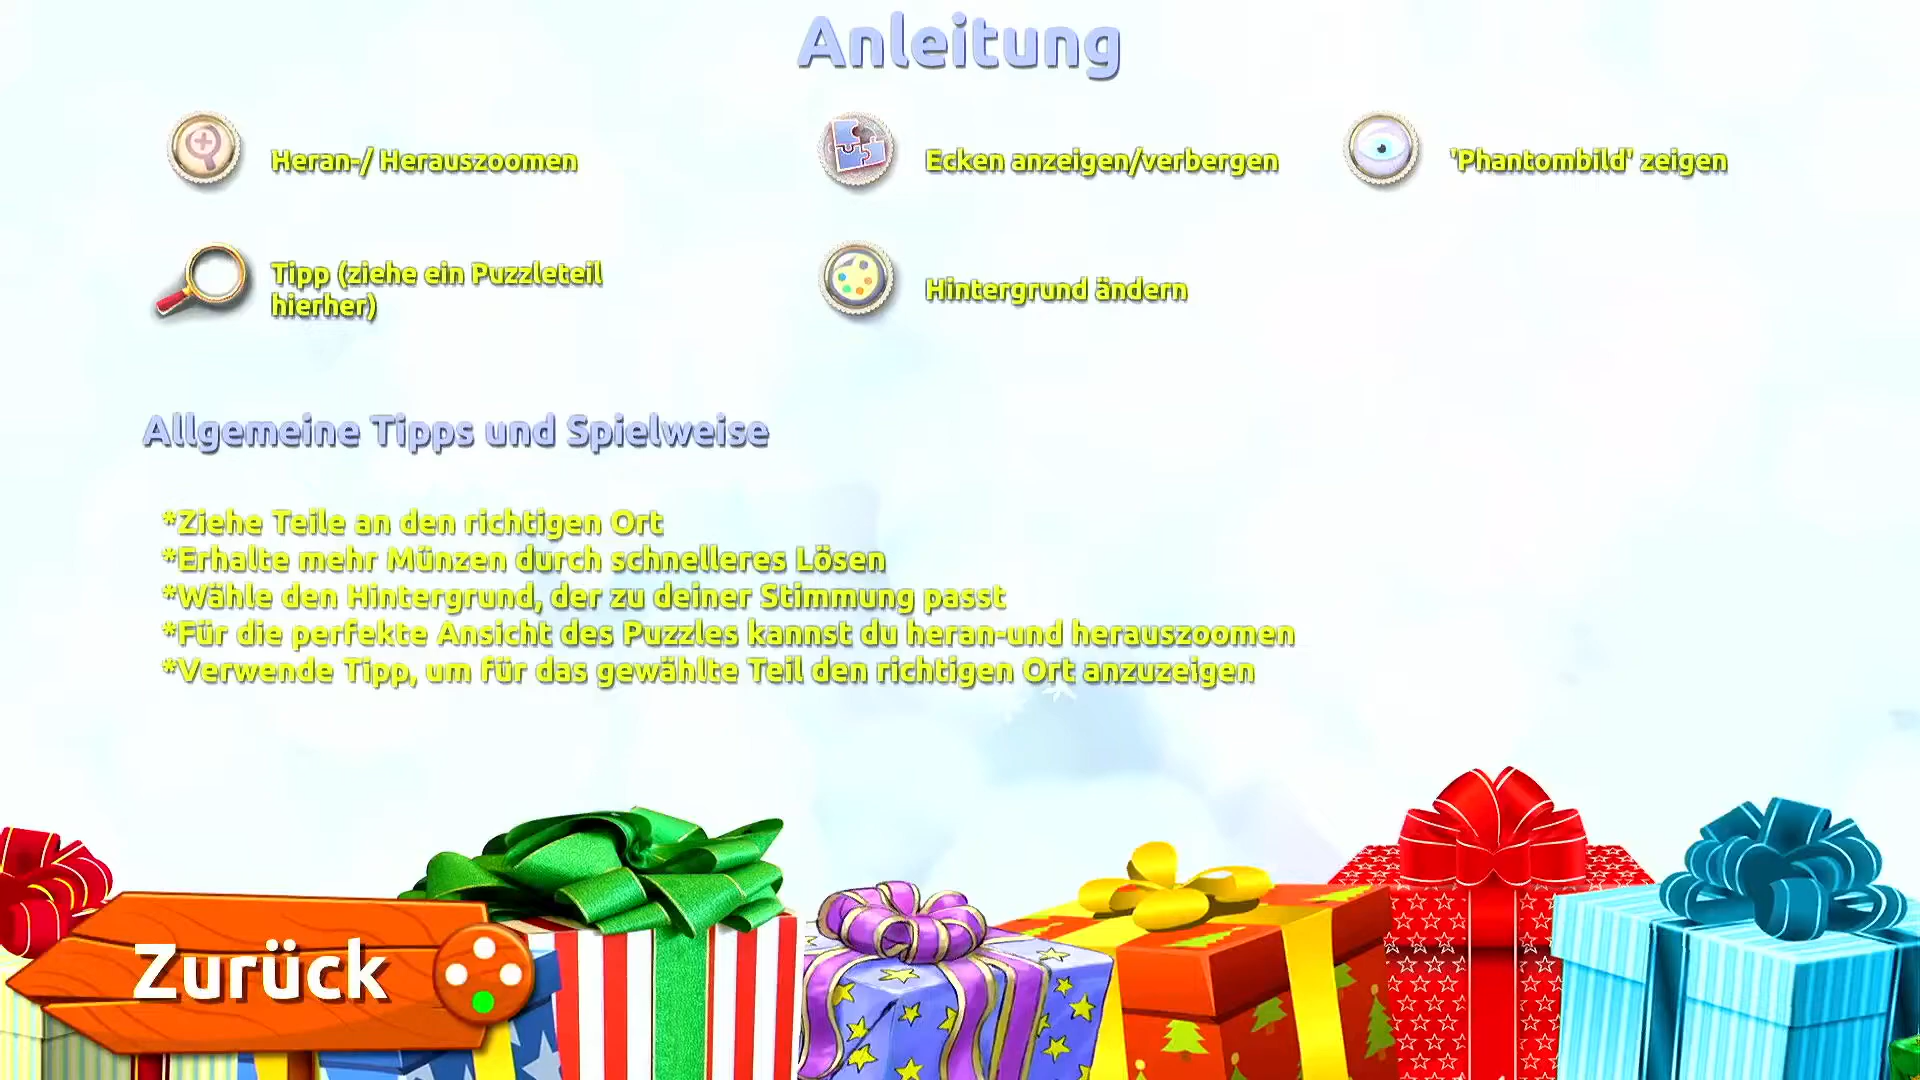 Anleitung
Heran-/ Herauszoomen
Ecken anzeigen/verbergen
'Phantombild' zeigen
Tipp (ziehe ein Puzzleteil
hierher)
Hintergrund ändern
Allgemeine Tipps und Spielweise
*Ziehe Teile an den richtigen Ort
*Erhalte mehr Münzen durch schnelleres Lösen
*Wähle den Hintergrund, der zu deiner Stimmung passt
*Für die perfekte Ansicht des Puzzles kannst du heran-und herauszoomen
*Verwende Tipp, um für das gewählte Teil den richtigen Ort anzuzeigen
Zurück